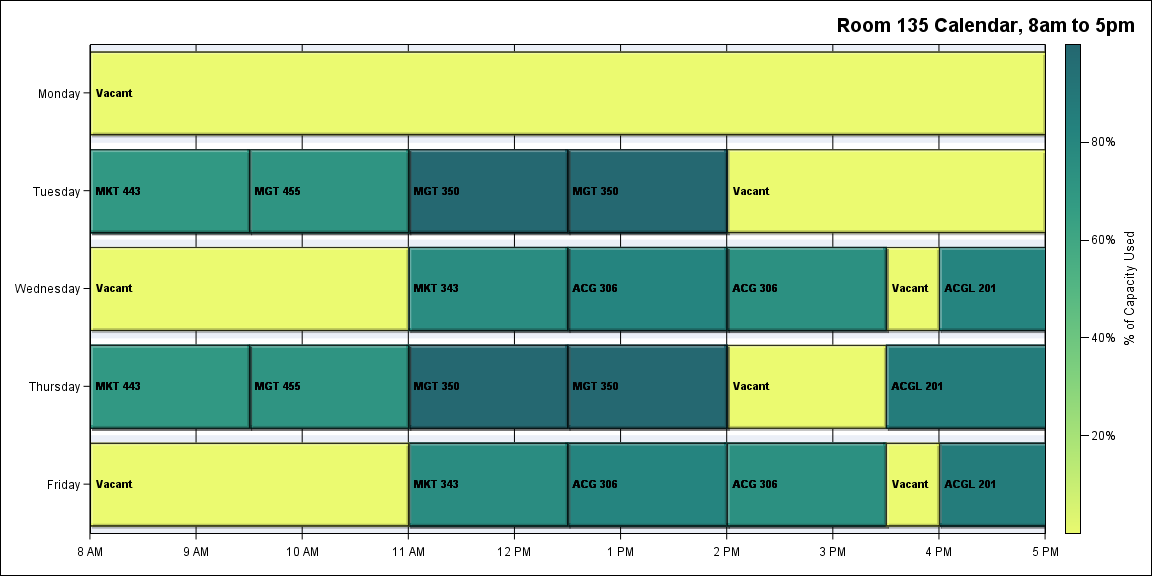 Room 135 Calendar, 8am to 5pm
Monday
Vacant
Tuesday
MKT 443
MGT 455
MGT 350
MGT 350
Vacant
Wednesday
Vacant
MKT 343
ACG 306
ACG 306
Vacant
ACGL 201
Thursday
MKT 443
MGT 455
MGT 350
MGT 350
Vacant
ACGL 201
Friday
Vacant
MKT 343
ACG 306
ACG 306
Vacant
ACGL 201
8 AM
9 AM
10 AM
11 AM
12 PM
1 PM
2 PM
3 PM
4 PM
5 PM
80%
60%
40%
20%
% of Capacity Used